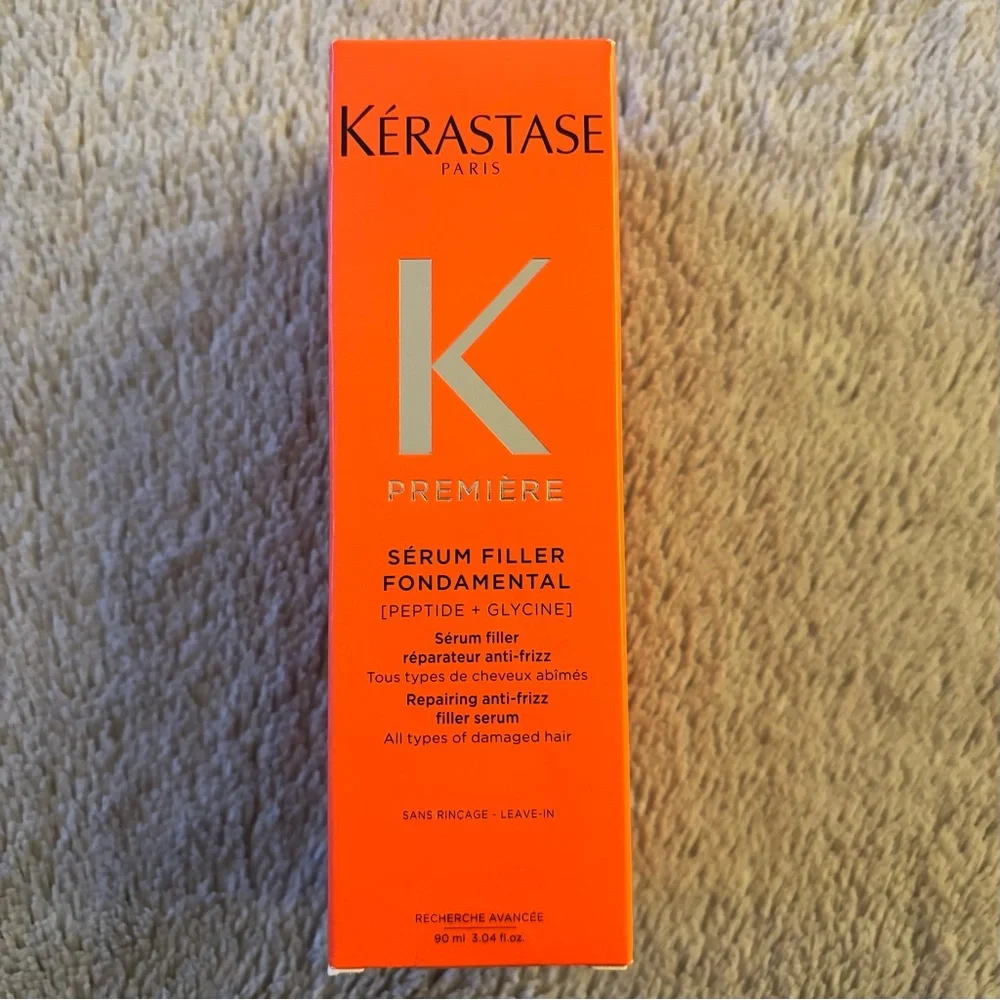 KÉRASTASE
PARIS
K
PREMIÈRE
SÉRUM FILLER
FONDAMENTAL
[PEPTIDE + GLYCINE]
Sérum filler
réparateur anti-frizz
Tous types de cheveux abîmés
Repairing anti-frizz
filler serum
All types of damaged hair
SANS RINÇAGE - LEAVE-IN
RECHERCHE AVANCÉE
90 ml 3.04 fl.oz.